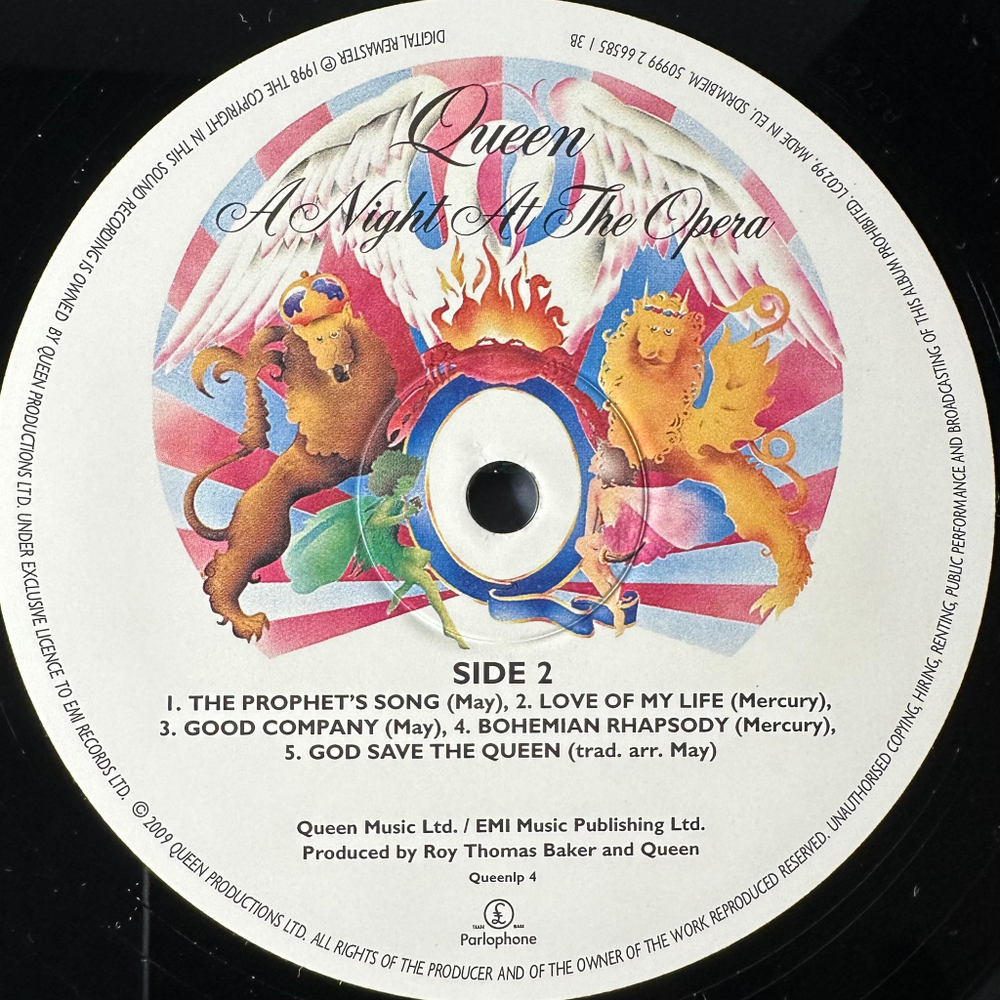 Queen
A Night At The Opera
SIDE 2
1. THE PROPHET'S SONG (May), 2. LOVE OF MY LIFE (Mercury),
3. GOOD COMPANY (May), 4. BOHEMIAN RHAPSODY (Mercury),
5. GOD SAVE THE QUEEN (trad. arr. May)
Queen Music Ltd. / EMI Music Publishing Ltd.
Produced by Roy Thomas Baker and Queen
Queenlp 4
£
TRADE MARK
Parlophone
DIGITAL REMASTER ℗ 1998 THE COPYRIGHT IN THIS SOUND RECORDING IS OWNED BY QUEEN PRODUCTIONS LTD. UNDER EXCLUSIVE LICENCE TO EMI RECORDS LTD. © 2009 QUEEN PRODUCTIONS LTD. ALL RIGHTS OF THE PRODUCER AND OF THE OWNER OF THE WORK REPRODUCED RESERVED. UNAUTHORISED COPYING, HIRING, RENTING, PUBLIC PERFORMANCE AND BROADCASTING OF THIS ALBUM PROHIBITED. LC0299. MADE IN EU. SDRM.BIEM. 50999 2 66585 1 3B